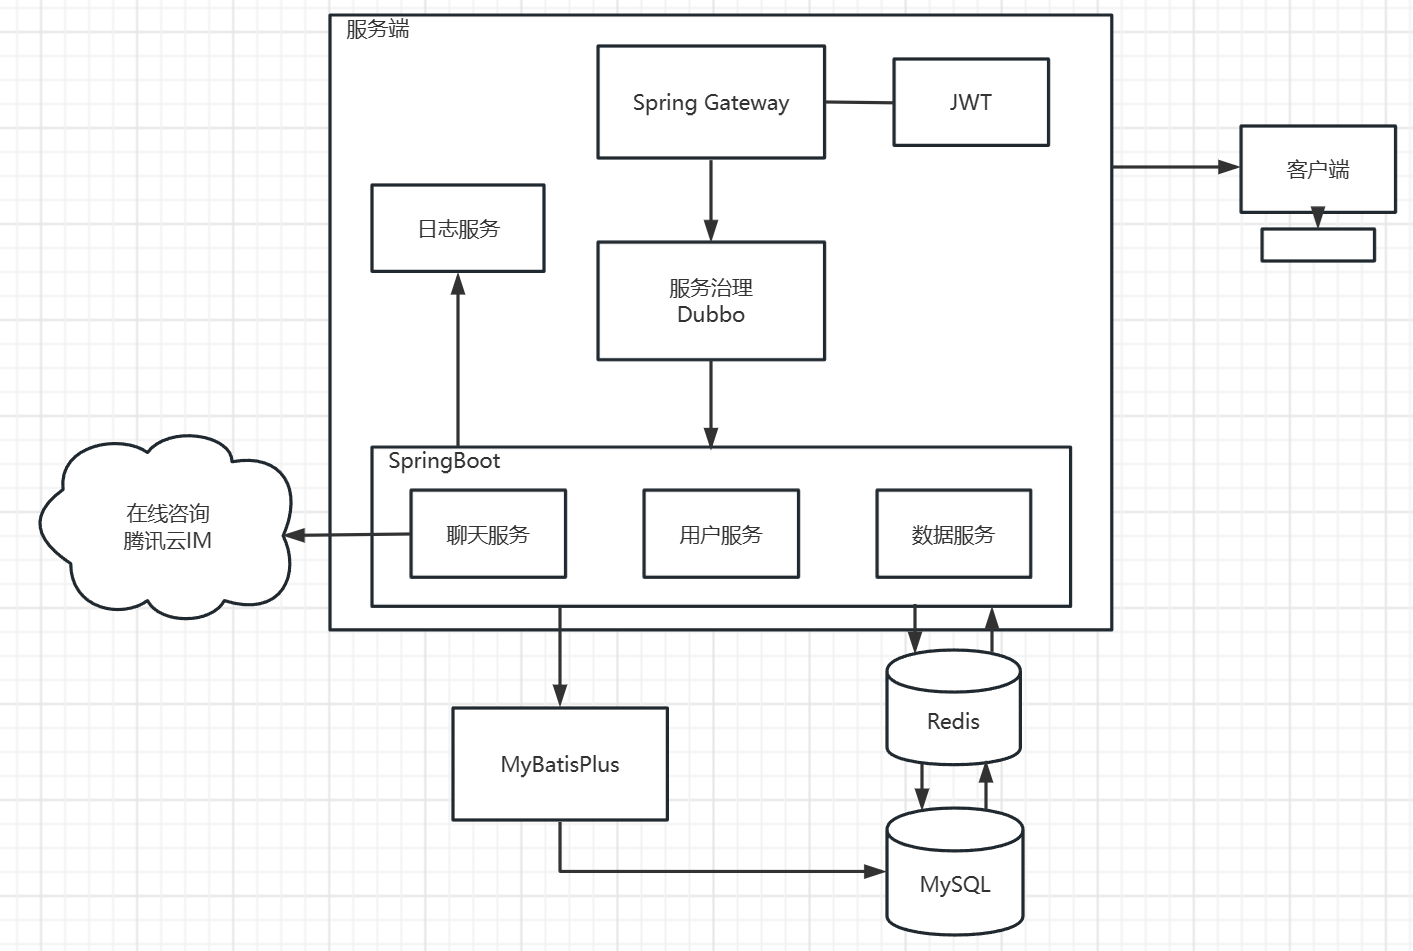 服务端
Spring Gateway
JWT
客户端
日志服务
服务治理
Dubbo
SpringBoot
聊天服务
用户服务
数据服务
在线咨询
腾讯云IM
Redis
MyBatisPlus
MySQL